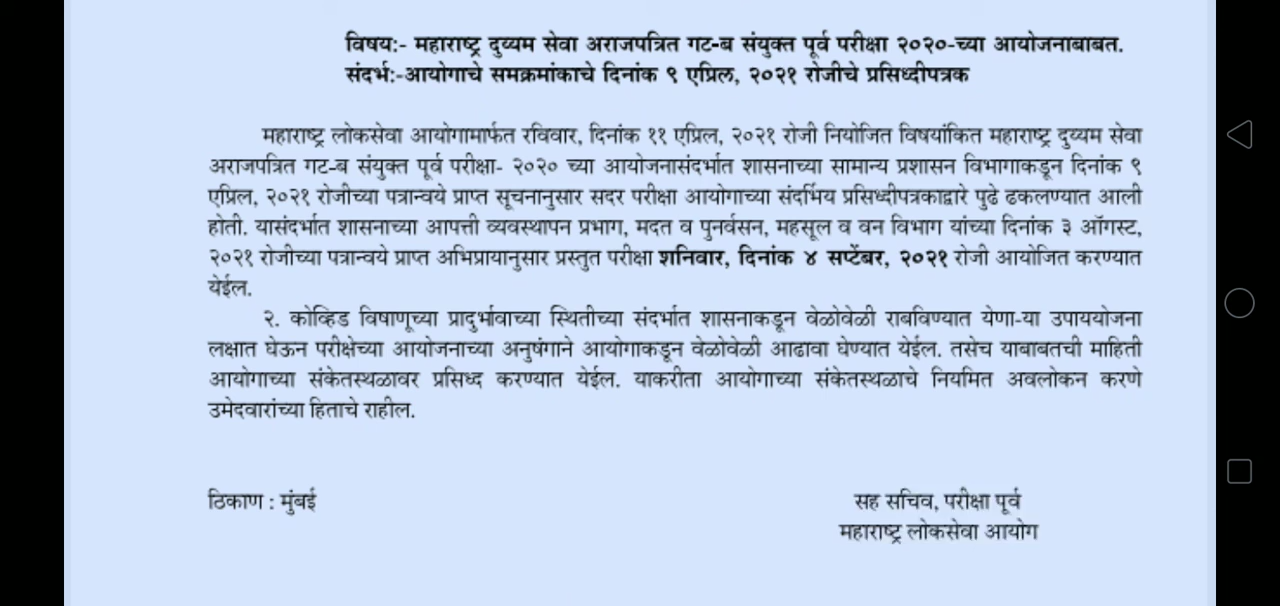 विषय:- महाराष्ट्र दुय्यम सेवा अराजपत्रित गट-ब संयुक्त पूर्व परीक्षा २०२०-च्या आयोजनाबाबत.
संदर्भ:-आयोगाचे समक्रमांकाचे दिनांक ९ एप्रिल, २०२१ रोजीचे प्रसिध्दीपत्रक
महाराष्ट्र लोकसेवा आयोगामार्फत रविवार, दिनांक ११ एप्रिल, २०२१ रोजी नियोजित विषयांकित महाराष्ट्र दुय्यम सेवा
अराजपत्रित गट-ब संयुक्त पूर्व परीक्षा- २०२० च्या आयोजनासंदर्भात शासनाच्या सामान्य प्रशासन विभागाकडून दिनांक ९
एप्रिल, २०२१ रोजीच्या पत्रान्वये प्राप्त सूचनानुसार सदर परीक्षा आयोगाच्या संदर्भिय प्रसिध्दीपत्रकाद्वारे पुढे ढकलण्यात आली
होती. यासंदर्भात शासनाच्या आपत्ती व्यवस्थापन प्रभाग, मदत व पुनर्वसन, महसूल व वन विभाग यांच्या दिनांक ३ ऑगस्ट,
२०२१ रोजीच्या पत्रान्वये प्राप्त अभिप्रायानुसार प्रस्तुत परीक्षा शनिवार, दिनांक ४ सप्टेंबर, २०२१ रोजी आयोजित करण्यात
येईल.
२. कोव्हिड विषाणूच्या प्रादुर्भावाच्या स्थितीच्या संदर्भात शासनाकडून वेळोवेळी राबविण्यात येणा-या उपाययोजना
लक्षात घेऊन परीक्षेच्या आयोजनाच्या अनुषंगाने आयोगाकडून वेळोवेळी आढावा घेण्यात येईल. तसेच याबाबतची माहिती
आयोगाच्या संकेतस्थळावर प्रसिध्द करण्यात येईल. याकरीता आयोगाच्या संकेतस्थळाचे नियमित अवलोकन करणे
उमेदवारांच्या हिताचे राहील.
ठिकाण : मुंबई
सह सचिव, परीक्षा पूर्व
महाराष्ट्र लोकसेवा आयोग